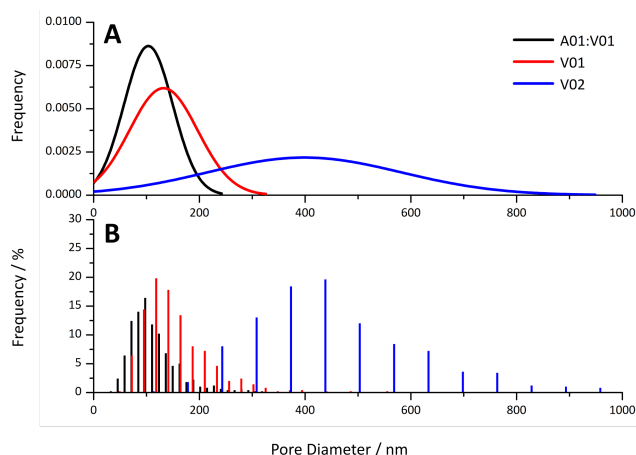 0.0100
A
0.0075
0.0050
0.0025
0.0000
Frequency
A01:V01
V01
V02
0 200 400 600 800 1000
B
30
25
20
15
10
5
0
Frequency / %
0 200 400 600 800 1000
Pore Diameter / nm